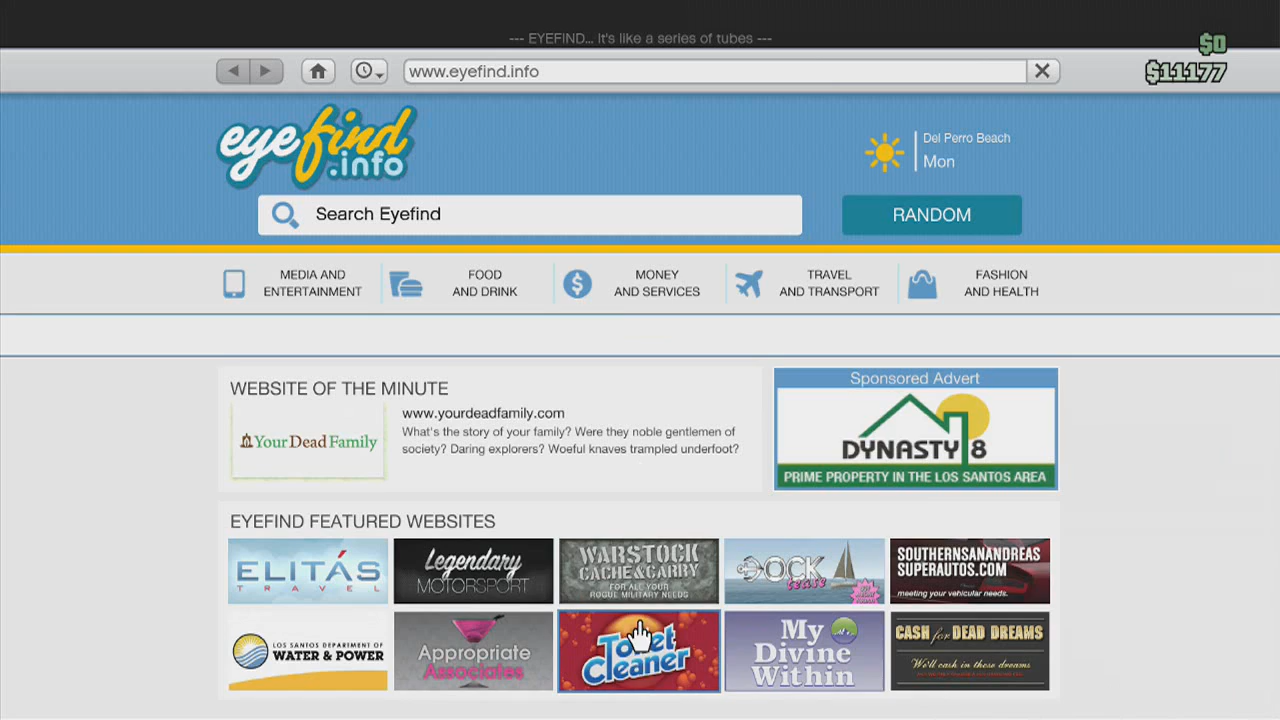 --- EYEFIND... It's like a series of tubes ---
$0
www.eyefind.info
$11177
eyefind
.info
Del Perro Beach
Mon
Search Eyefind
RANDOM
MEDIA AND
ENTERTAINMENT
FOOD
AND DRINK
MONEY
AND SERVICES
TRAVEL
AND TRANSPORT
FASHION
AND HEALTH
WEBSITE OF THE MINUTE
YourDeadFamily
www.yourdeadfamily.com
What's the story of your family? Were they noble gentlemen of
society? Daring explorers? Woeful knaves trampled underfoot?
Sponsored Advert
DYNASTY 8
PRIME PROPERTY IN THE LOS SANTOS AREA
EYEFIND FEATURED WEBSITES
ELITÁS
TRAVEL
Legendary
MOTORSPORT
WARSTOCK
CACHE & CARRY
FOR ALL YOUR
ROGUE MILITARY NEEDS
DOCK
tease
SOUTHERNSANANDREAS
SUPERAUTOS.COM
meeting your vehicular needs.
LOS SANTOS DEPARTMENT OF
WATER & POWER
Appropriate
Associates
Toilet
Cleaner
My
Divine
Within
CASH for DEAD DREAMS
We'll cash in these dreams